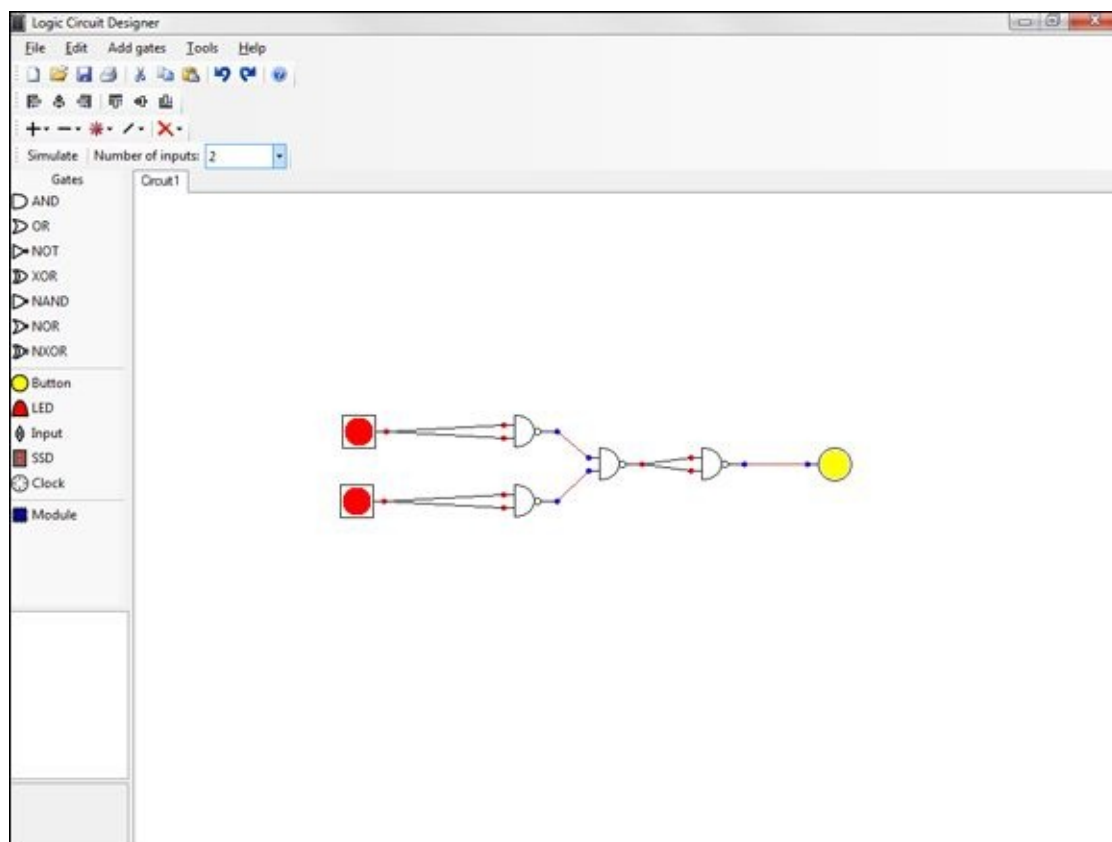 Logic Circuit Designer
File Edit Add gates Tools Help
Simulate Number of inputs: 2
Gates
Circuit1
AND
OR
NOT
XOR
NAND
NOR
NXOR
Button
LED
Input
SSD
Clock
Module